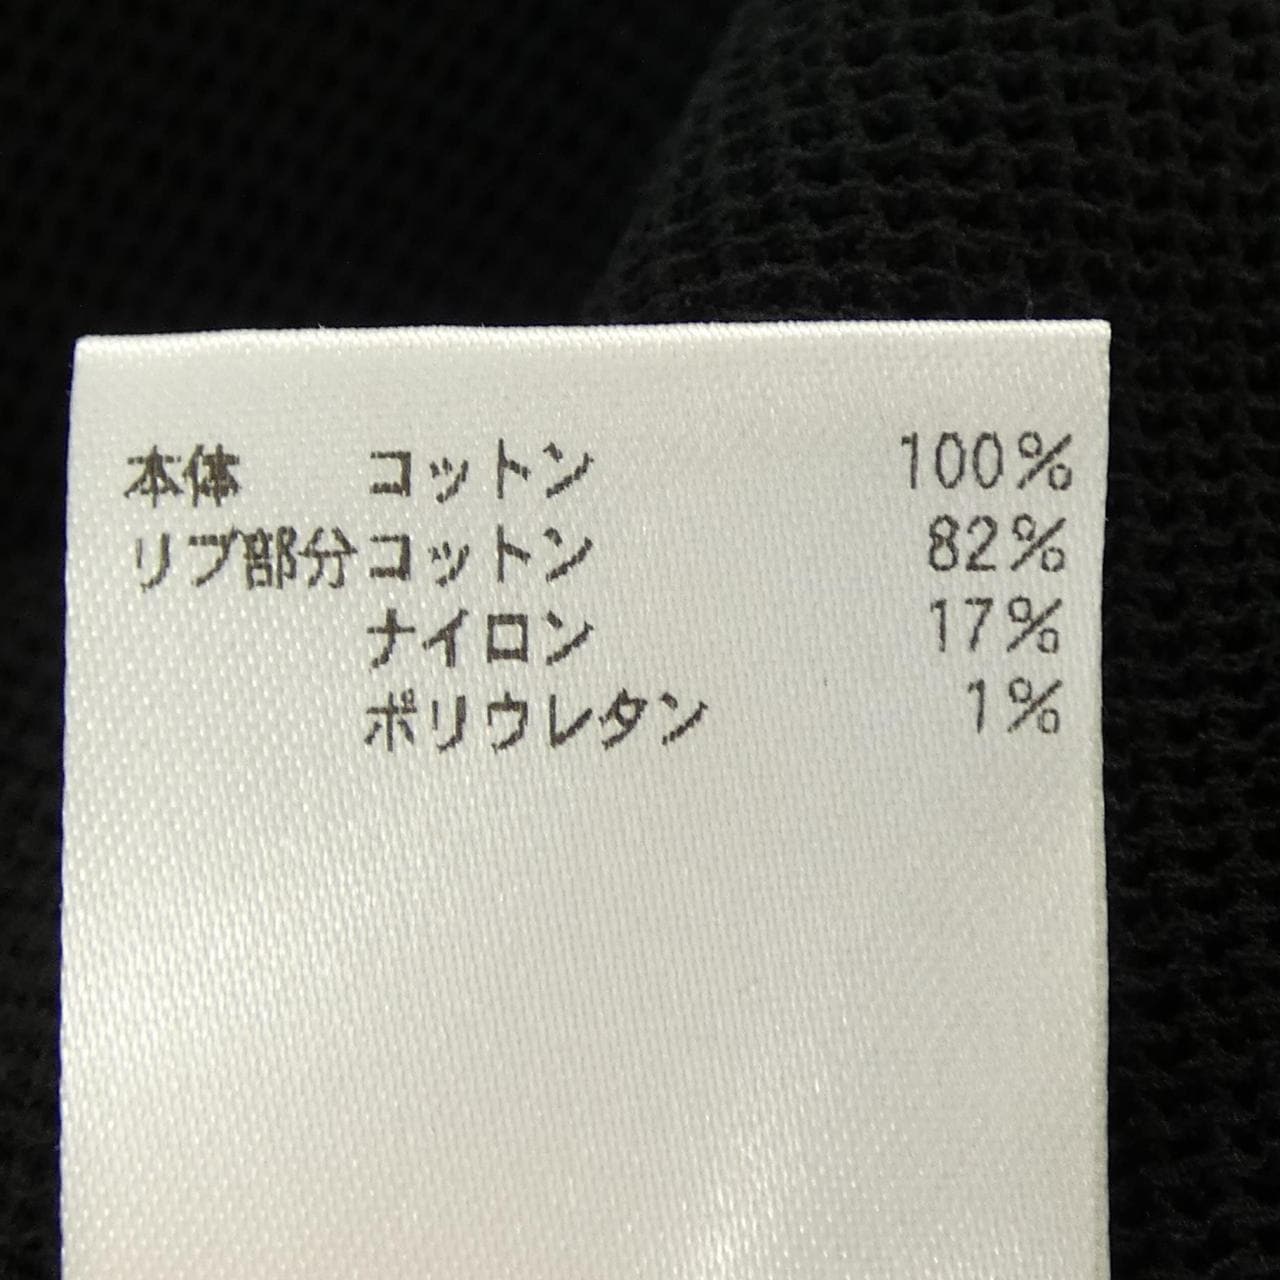 本体 コットン 100%
リブ部分 コットン 82%
ナイロン 17%
ポリウレタン 1%